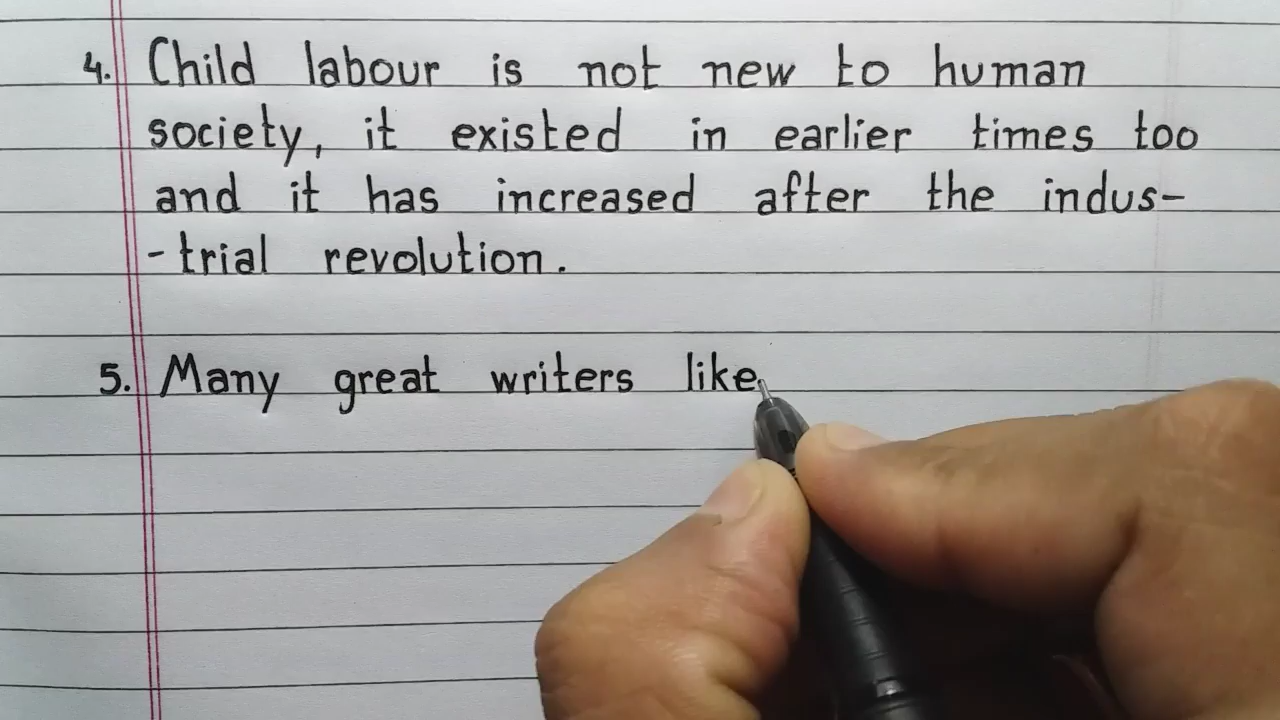 4. Child labour is not new to human
society, it existed in earlier times too
and it has increased after the indus-
-trial revolution.
5. Many great writers like